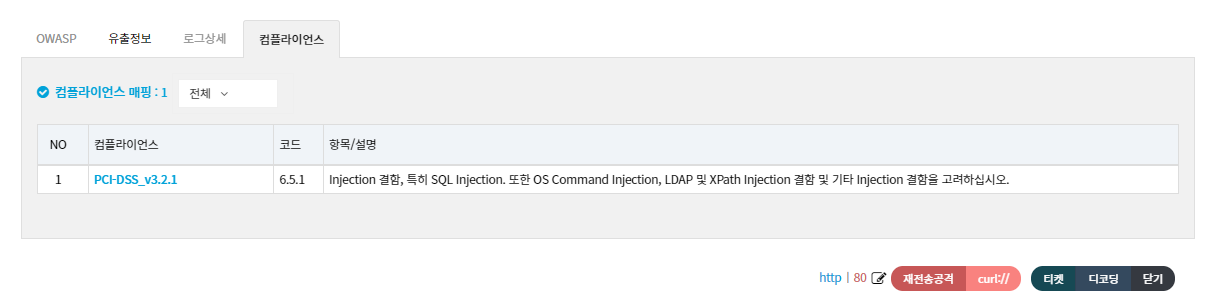 OWASP 유출정보 로그상세 컴플라이언스
컴플라이언스 매핑 : 1 전체
NO 컴플라이언스 코드 항목/설명
1 PCI-DSS_v3.2.1 6.5.1 Injection 결함, 특히 SQL Injection. 또한 OS Command Injection, LDAP 및 XPath Injection 결함 및 기타 Injection 결함을 고려하십시오.
http | 80 재전송공격 curl:// 티켓 디코딩 닫기